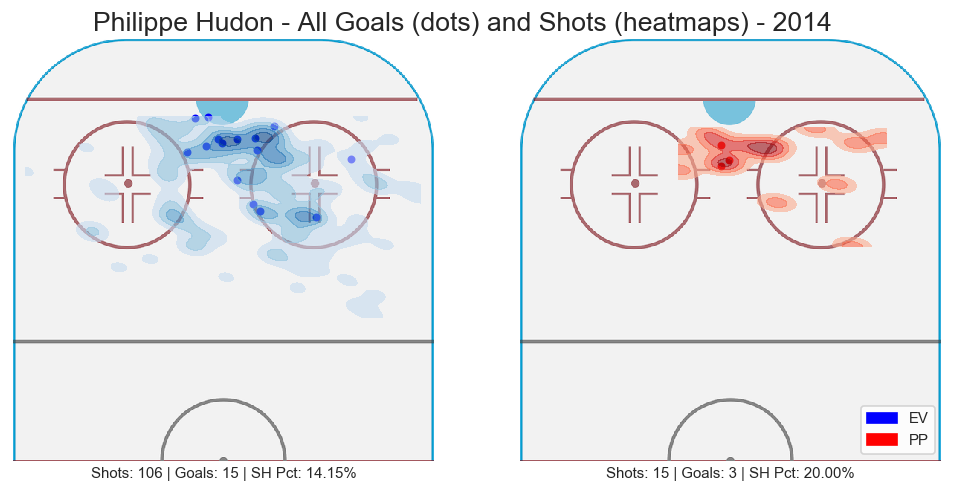 Philippe Hudon - All Goals (dots) and Shots (heatmaps) - 2014
EV
PP
Shots: 106 | Goals: 15 | SH Pct: 14.15%
Shots: 15 | Goals: 3 | SH Pct: 20.00%